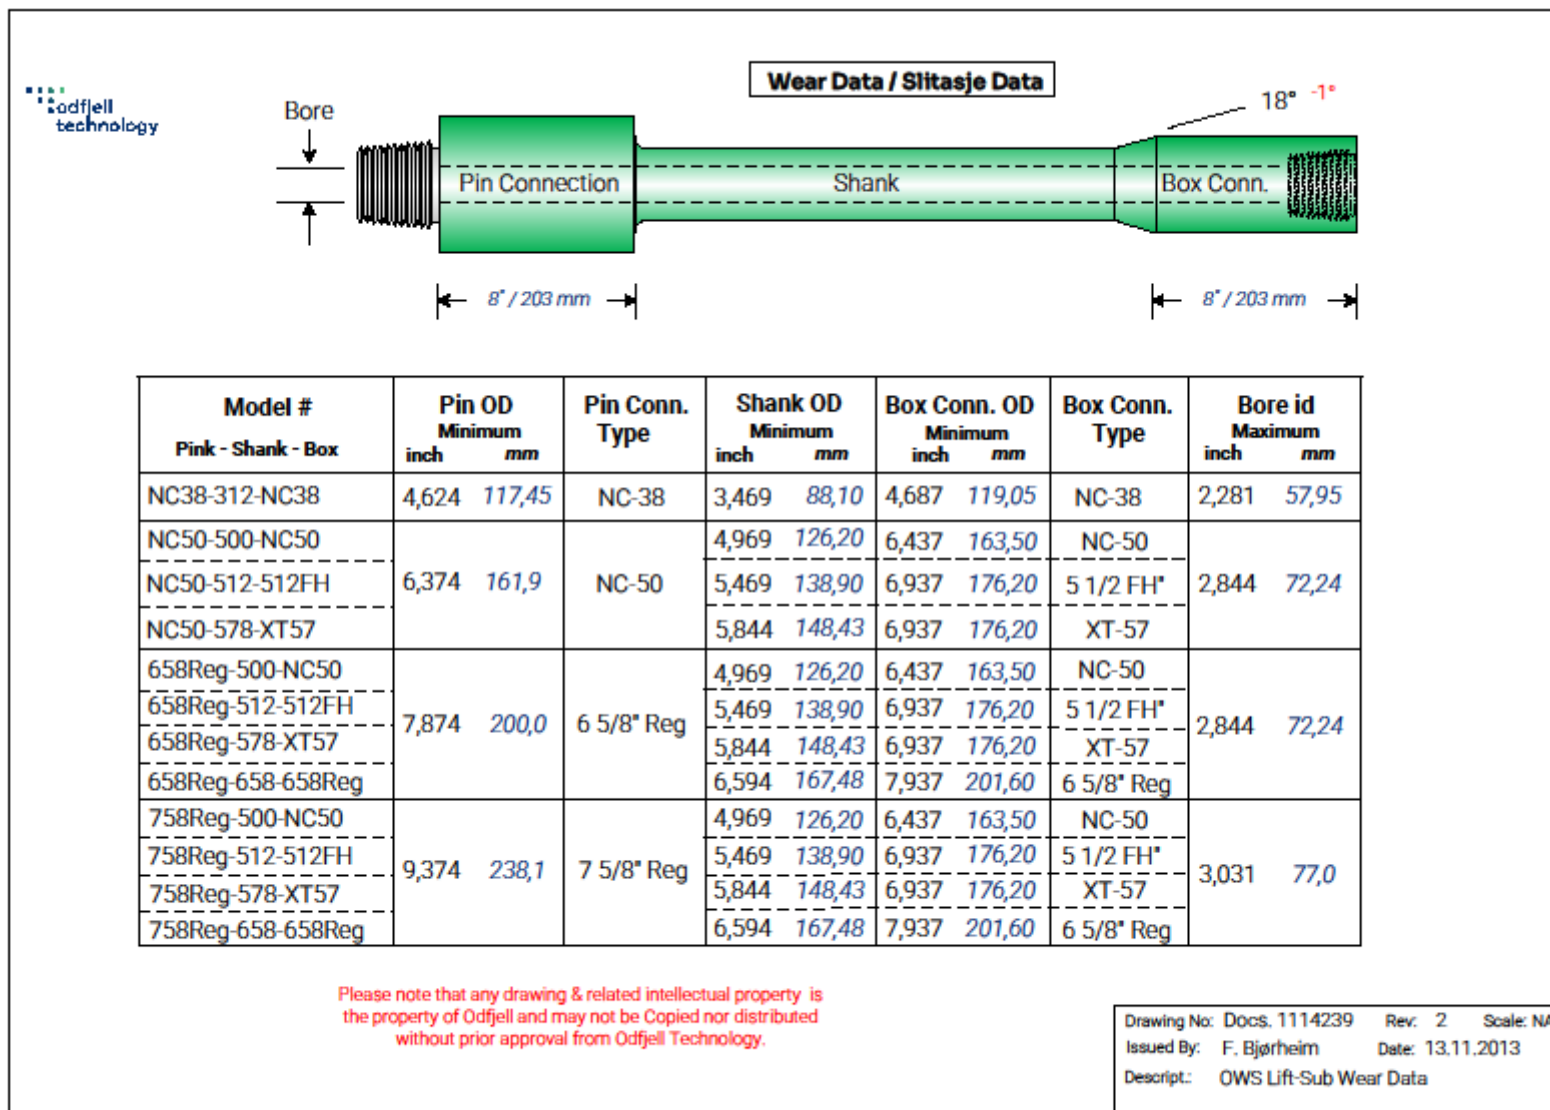 Wear Data / Slitasje Data
odfjell
technology
Bore
18° -1°
Pin Connection
Shank
Box Conn.
8" / 203 mm
8" / 203 mm
Model # Pin OD Pin Conn. Shank OD Box Conn. OD Box Conn. Bore id
Minimum Type Minimum Minimum Type Maximum
Pink - Shank - Box inch mm inch mm inch mm inch mm
NC38-312-NC38 4,624 117,45 NC-38 3,469 88,10 4,687 119,05 NC-38 2,281 57,95
NC50-500-NC50 4,969 126,20 6,437 163,50 NC-50
NC50-512-512FH 6,374 161,9 NC-50 5,469 138,90 6,937 176,20 5 1/2 FH" 2,844 72,24
NC50-578-XT57 5,844 148,43 6,937 176,20 XT-57
658Reg-500-NC50 4,969 126,20 6,437 163,50 NC-50
658Reg-512-512FH 5,469 138,90 6,937 176,20 5 1/2 FH"
7,874 200,0 6 5/8" Reg 2,844 72,24
658Reg-578-XT57 5,844 148,43 6,937 176,20 XT-57
658Reg-658-658Reg 6,594 167,48 7,937 201,60 6 5/8" Reg
758Reg-500-NC50 4,969 126,20 6,437 163,50 NC-50
758Reg-512-512FH 5,469 138,90 6,937 176,20 5 1/2 FH"
9,374 238,1 7 5/8" Reg 3,031 77,0
758Reg-578-XT57 5,844 148,43 6,937 176,20 XT-57
758Reg-658-658Reg 6,594 167,48 7,937 201,60 6 5/8" Reg
Please note that any drawing & related intellectual property is
the property of Odfjell and may not be Copied nor distributed
without prior approval from Odfjell Technology.
Drawing No: Docs. 1114239 Rev: 2 Scale: NA
Issued By: F. Bjørheim Date: 13.11.2013
Descript.: OWS Lift-Sub Wear Data